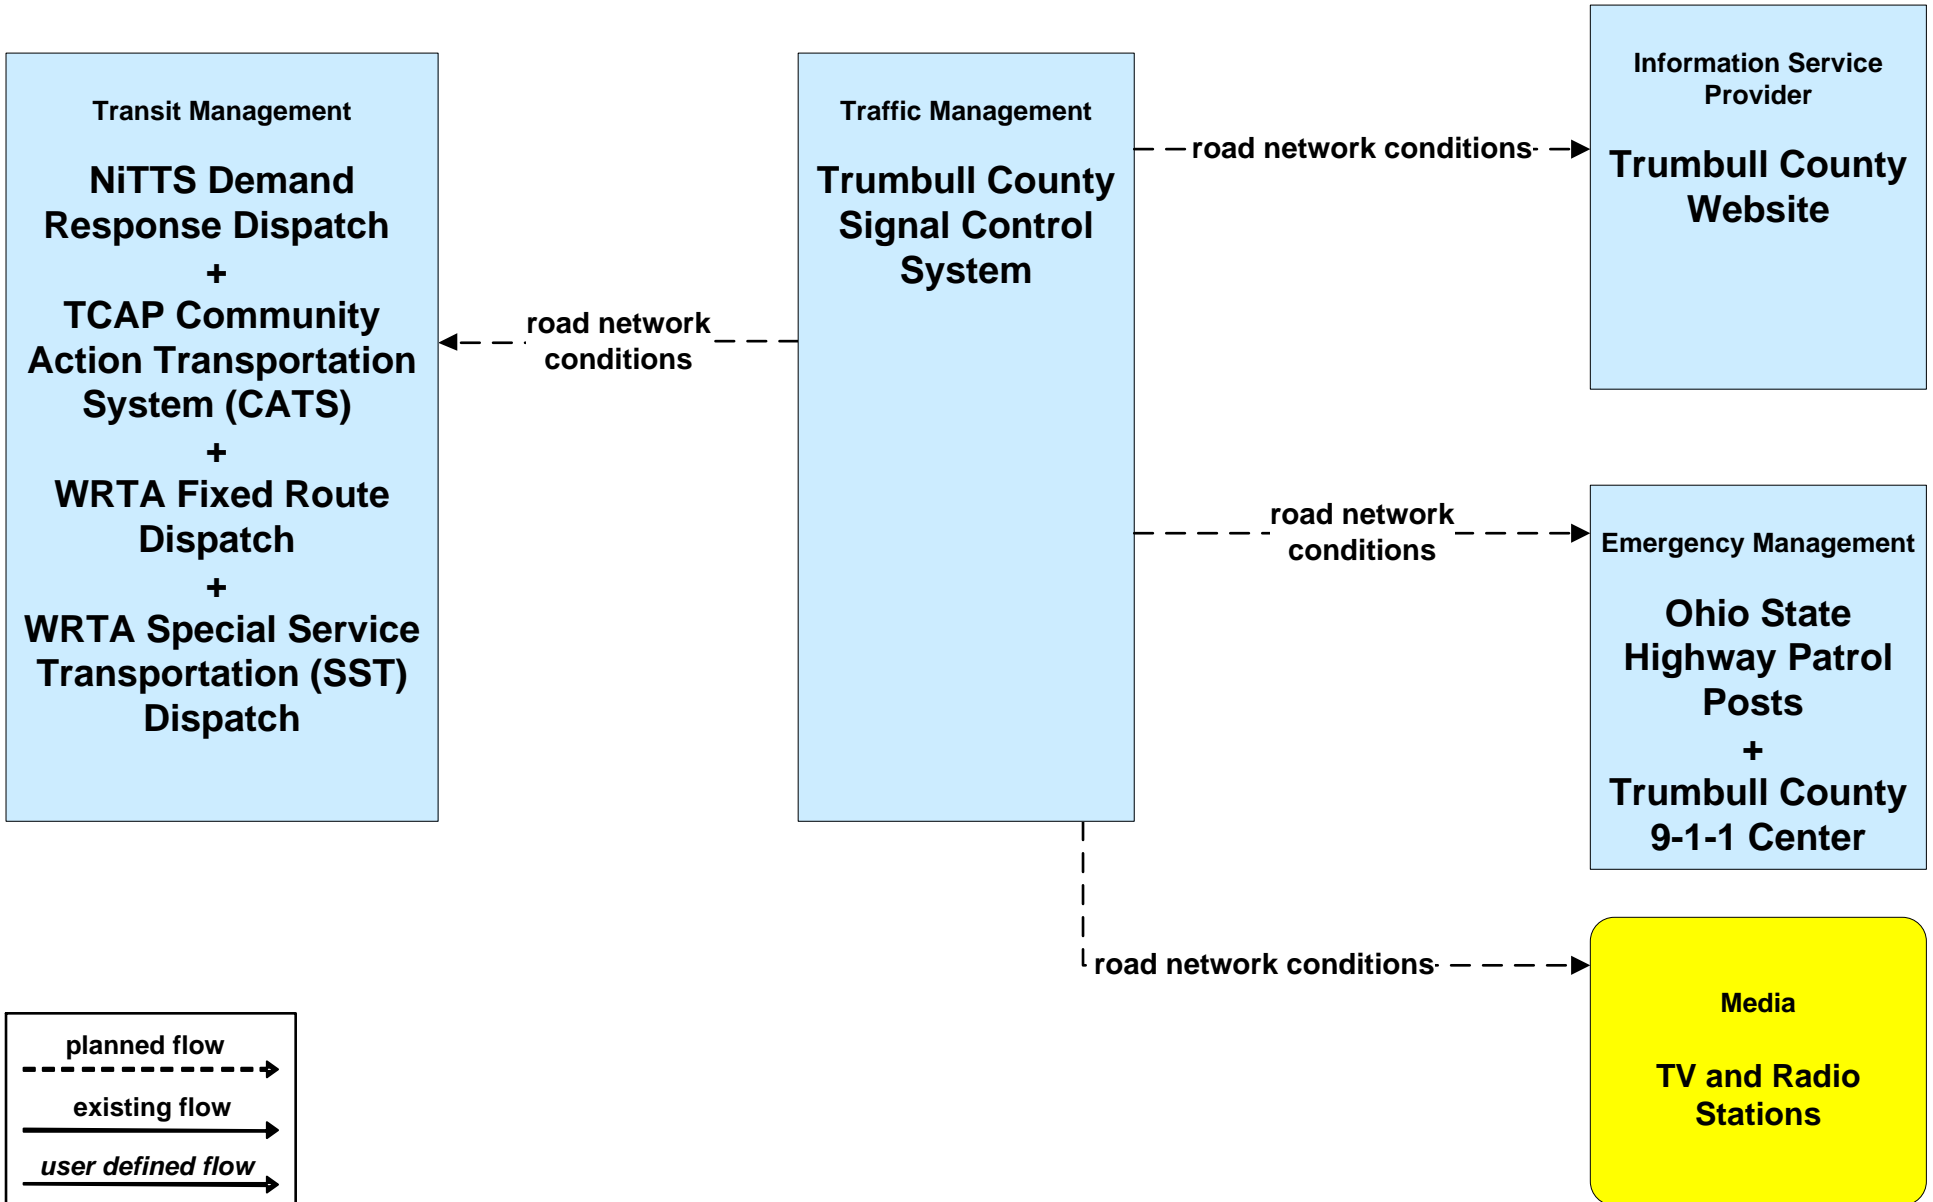 Transit Management
NiTTS Demand
Response Dispatch
+
TCAP Community
Action Transportation
System (CATS)
+
WRTA Fixed Route
Dispatch
+
WRTA Special Service
Transportation (SST)
Dispatch
road network
conditions
Traffic Management
Trumbull County
Signal Control
System
road network conditions
Information Service
Provider
Trumbull County
Website
road network
conditions
Emergency Management
Ohio State
Highway Patrol
Posts
+
Trumbull County
9-1-1 Center
road network conditions
Media
TV and Radio
Stations
planned flow
existing flow
user defined flow